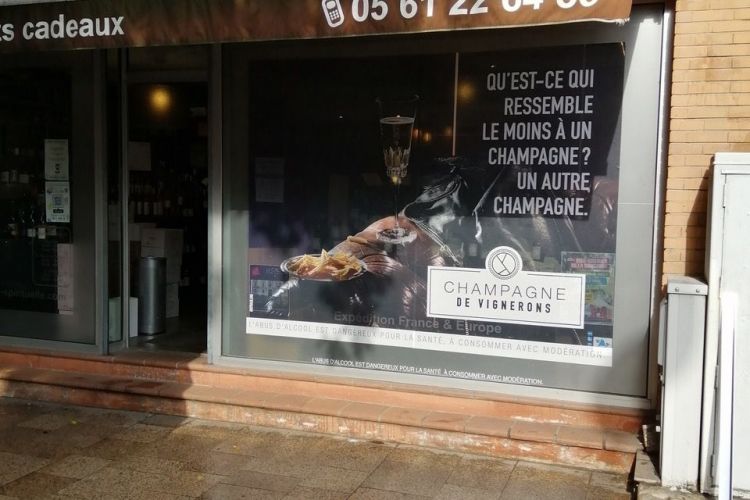 ts cadeaux
05 61 22
QU'EST-CE QUI
RESSEMBLE
LE MOINS À UN
CHAMPAGNE ?
UN AUTRE
CHAMPAGNE.
CHAMPAGNE
DE VIGNERONS
Expédition France & Europe
L'ABUS D'ALCOOL EST DANGEREUX POUR LA SANTÉ, À CONSOMMER AVEC MODÉRATION.
L'ABUS D'ALCOOL EST DANGEREUX POUR LA SANTÉ À CONSOMMER AVEC MODÉRATION.